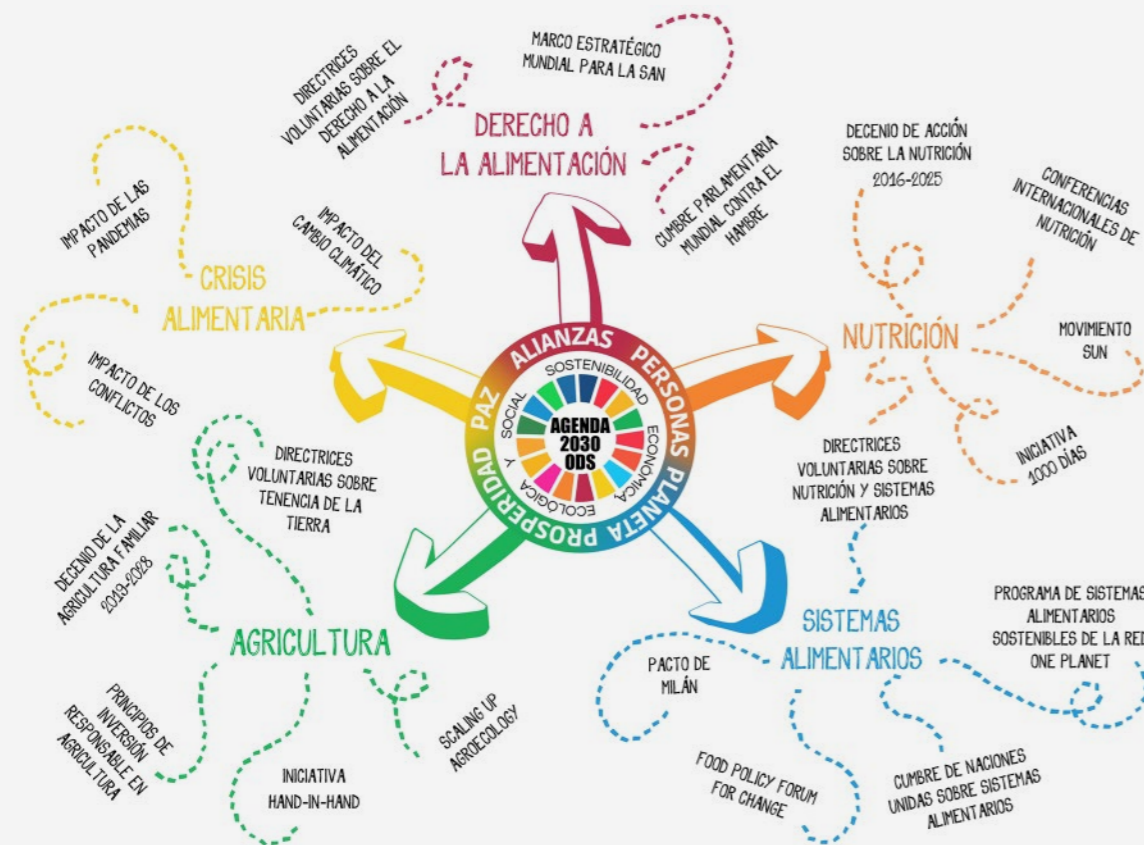 DIRECTRICES
VOLUNTARIAS SOBRE EL
DERECHO A LA
ALIMENTACIÓN
MARCO ESTRATÉGICO
MUNDIAL PARA LA SAN
DERECHO A
LA ALIMENTACIÓN
CUMBRE PARLAMENTARIA
MUNDIAL CONTRA EL
HAMBRE
IMPACTO DE LAS
PANDEMIAS
IMPACTO DEL
CAMBIO CLIMÁTICO
CRISIS
ALIMENTARIA
IMPACTO DE LOS
CONFLICTOS
DECENIO DE ACCIÓN
SOBRE LA NUTRICIÓN
2016-2025
CONFERENCIAS
INTERNACIONALES DE
NUTRICIÓN
NUTRICIÓN
MOVIMIENTO
SUN
INICIATIVA
1000 DÍAS
DIRECTRICES
VOLUNTARIAS SOBRE
NUTRICIÓN Y SISTEMAS
ALIMENTARIOS
PAZ ALIANZAS PERSONAS PLANETA PROSPERIDAD
SOSTENIBILIDAD ECONÓMICA, ECOLÓGICA Y SOCIAL
AGENDA
2030
ODS
DIRECTRICES
VOLUNTARIAS SOBRE
TENENCIA DE LA
TIERRA
DECENIO DE LA
AGRICULTURA FAMILIAR
2019-2028
AGRICULTURA
PRINCIPIOS DE
INVERSIÓN
RESPONSABLE EN
AGRICULTURA
INICIATIVA
HAND-IN-HAND
SCALING UP
AGROECOLOGY
SISTEMAS
ALIMENTARIOS
PACTO DE
MILÁN
FOOD POLICY FORUM
FOR CHANGE
CUMBRE DE NACIONES
UNIDAS SOBRE SISTEMAS
ALIMENTARIOS
PROGRAMA DE SISTEMAS
ALIMENTARIOS
SOSTENIBLES DE LA RED
ONE PLANET